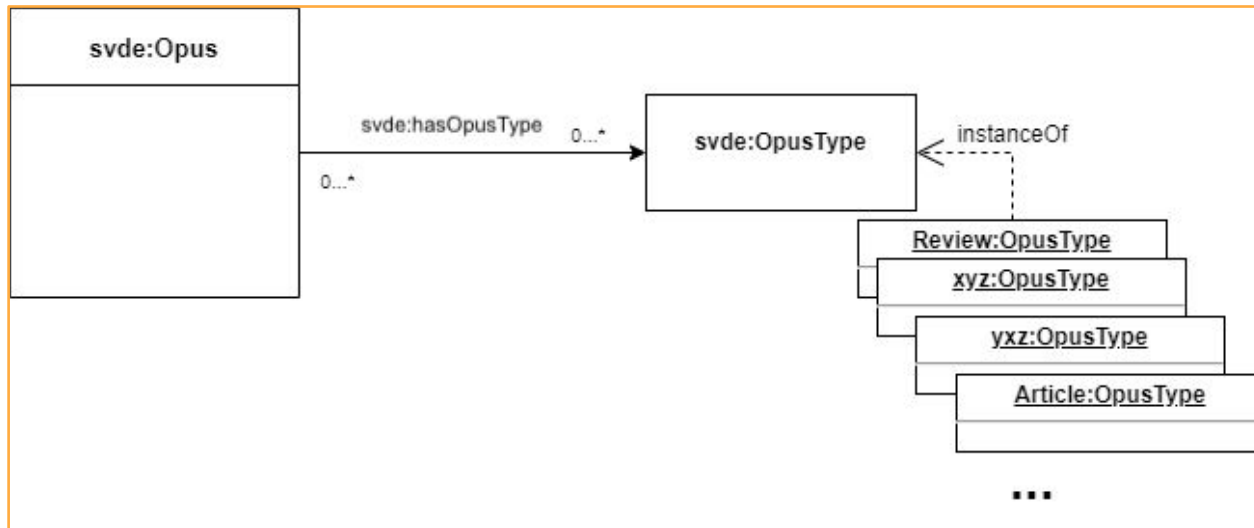 svde:Opus
svde:hasOpusType
0...*
0...*
svde:OpusType
instanceOf
Review:OpusType
xyz:OpusType
yxz:OpusType
Article:OpusType
...